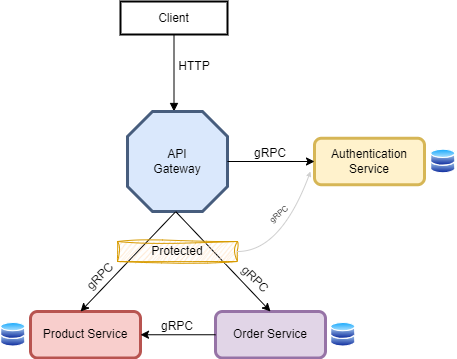 Client
HTTP
API
Gateway
gRPC
Authentication
Service
gRPC
Protected
gRPC
gRPC
Product Service
gRPC
Order Service